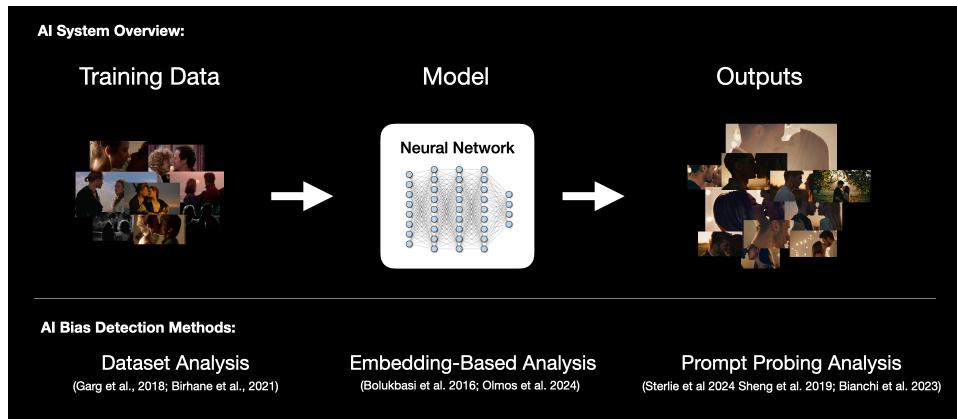 AI System Overview:
Training Data
Model
Outputs
Neural Network
AI Bias Detection Methods:
Dataset Analysis
(Garg et al., 2018; Birhane et al., 2021)
Embedding-Based Analysis
(Bolukbasi et al. 2016; Olmos et al. 2024)
Prompt Probing Analysis
(Sterlie et al 2024 Sheng et al. 2019; Bianchi et al. 2023)